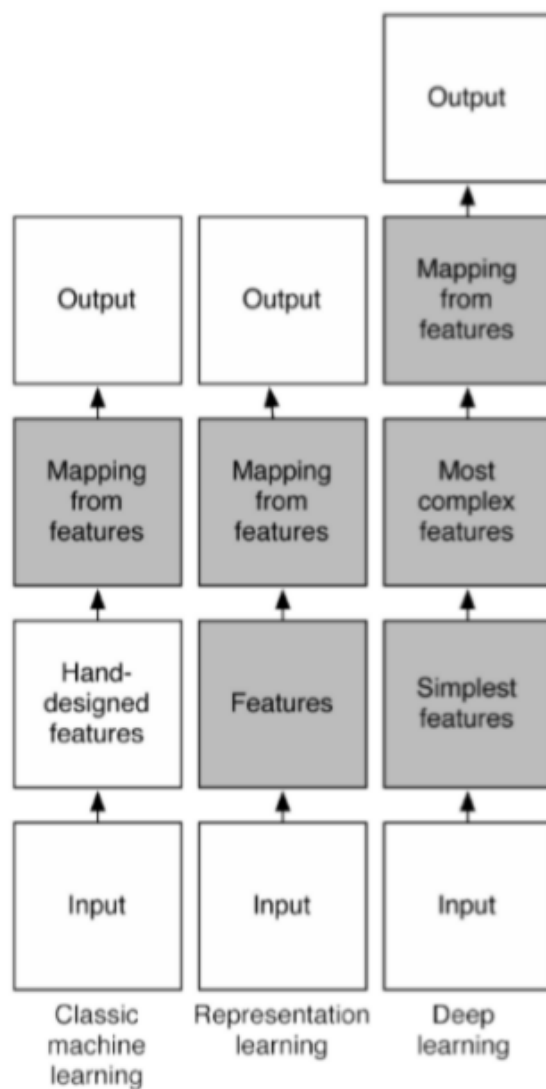 Output
Output
Output
Mapping
from
features
Mapping
from
features
Mapping
from
features
Most
complex
features
Hand-
designed
features
Features
Simplest
features
Input
Input
Input
Classic
machine
learning
Representation
learning
Deep
learning